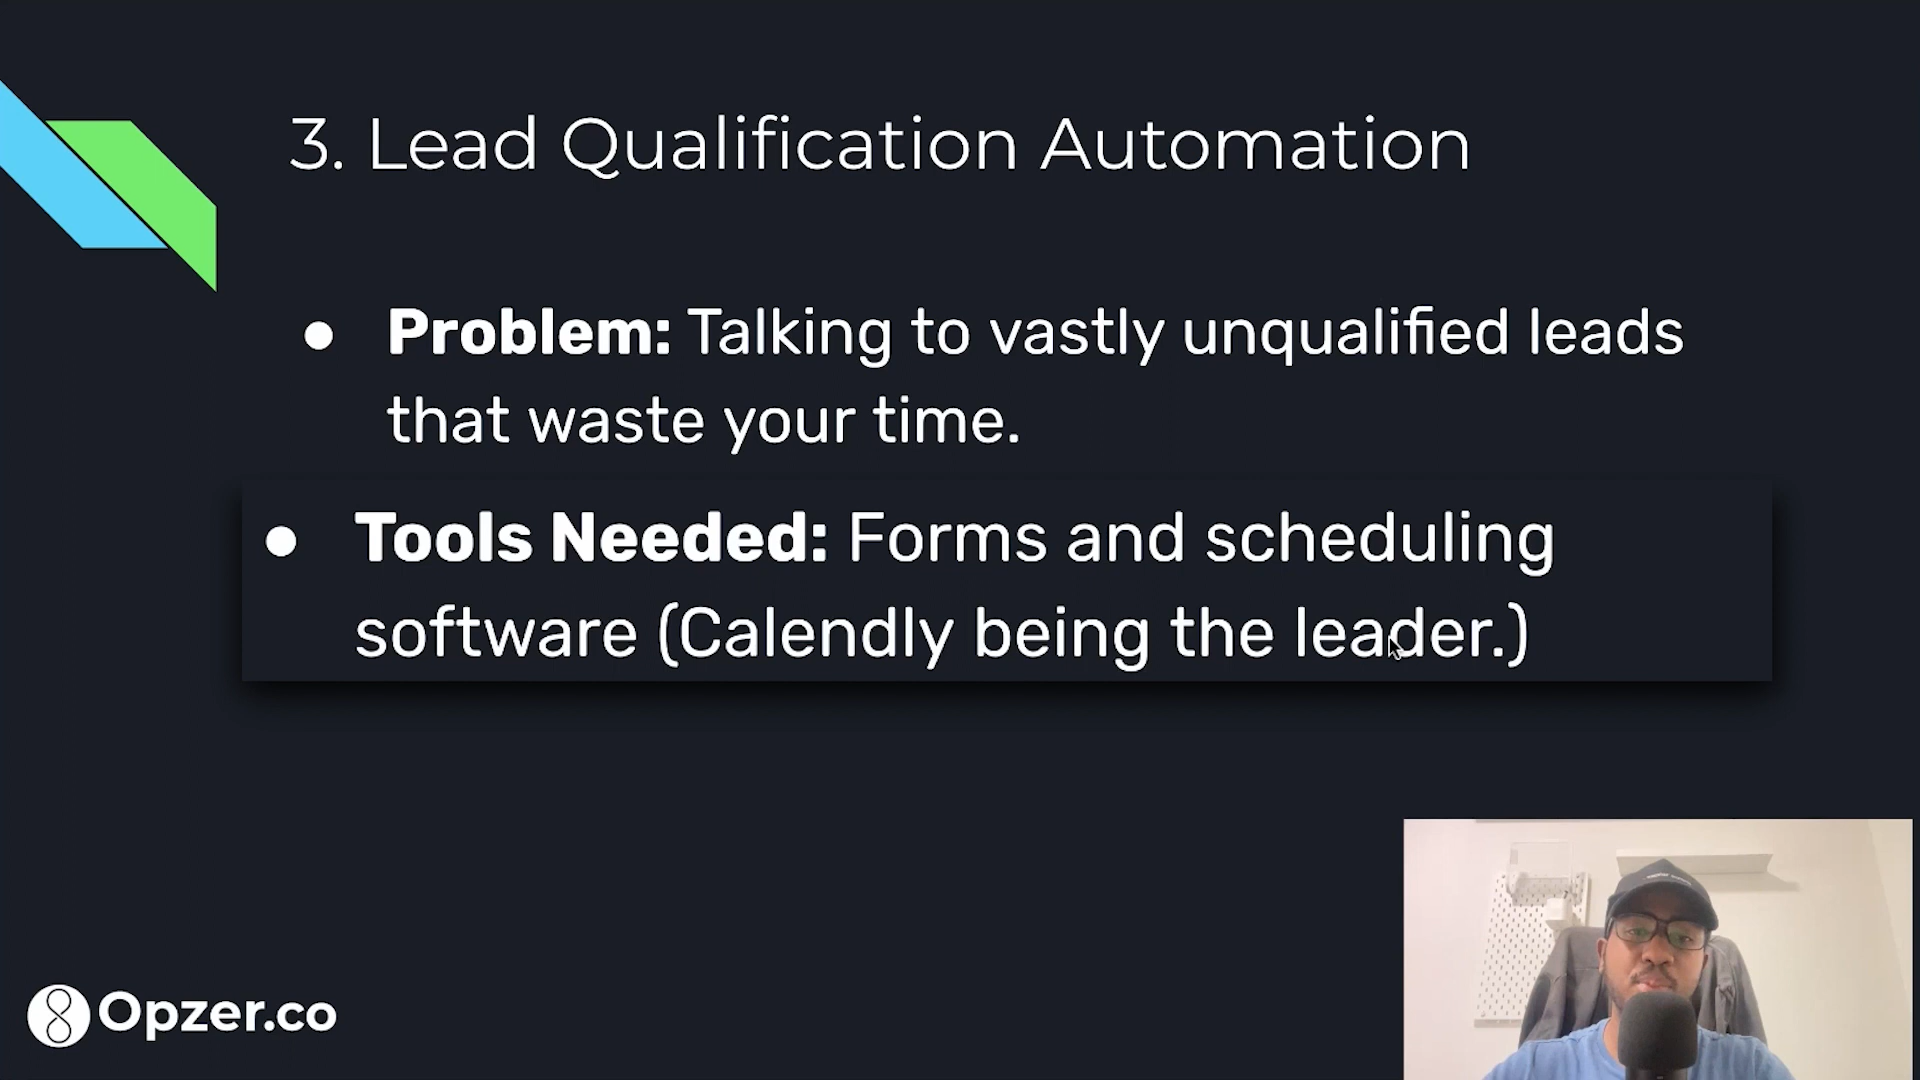 3. Lead Qualification Automation
● Problem: Talking to vastly unqualified leads
that waste your time.
● Tools Needed: Forms and scheduling
software (Calendly being the leader.)
Opzer.co